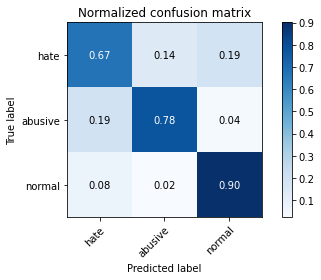 Normalized confusion matrix
True label
hate 0.67 0.14 0.19
abusive 0.19 0.78 0.04
normal 0.08 0.02 0.90
hate abusive normal
Predicted label
0.9
0.8
0.7
0.6
0.5
0.4
0.3
0.2
0.1